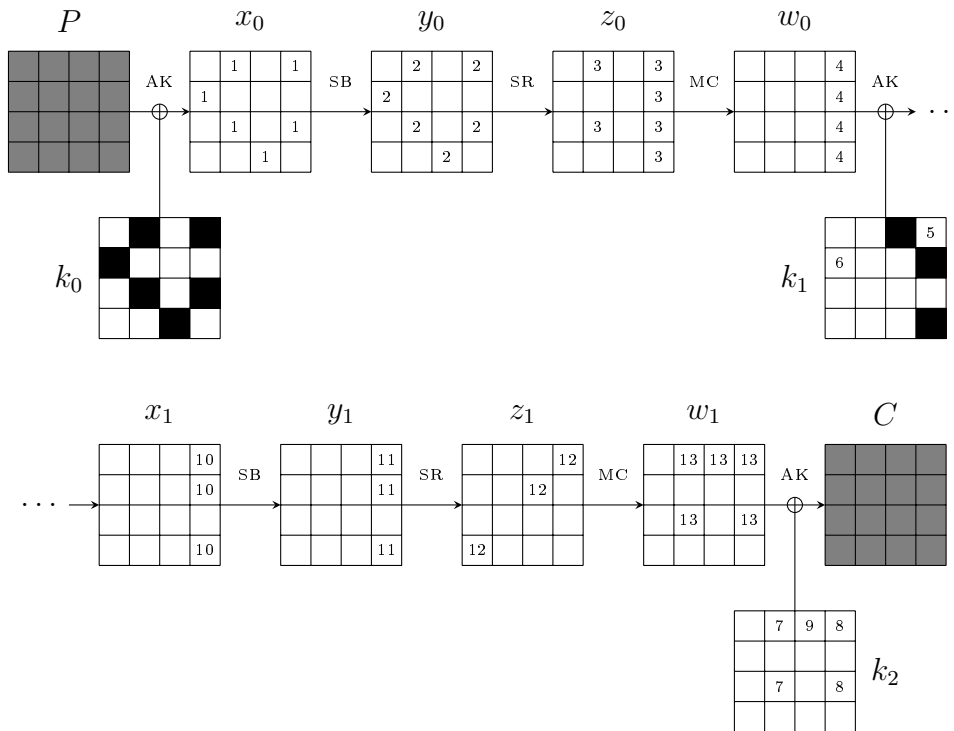 P x₀ y₀ z₀ w₀
AK SB SR MC AK
1 1 2 2 3 3 4
1 2 3 4
1 1 2 2 3 3 4
1 2 3 4
···
k₀ k₁
5
6
x₁ y₁ z₁ w₁ C
SB SR MC AK
10 11 12 13 13 13
10 11 12
···
13 13
10 11 12
k₂
7 9 8
7 8